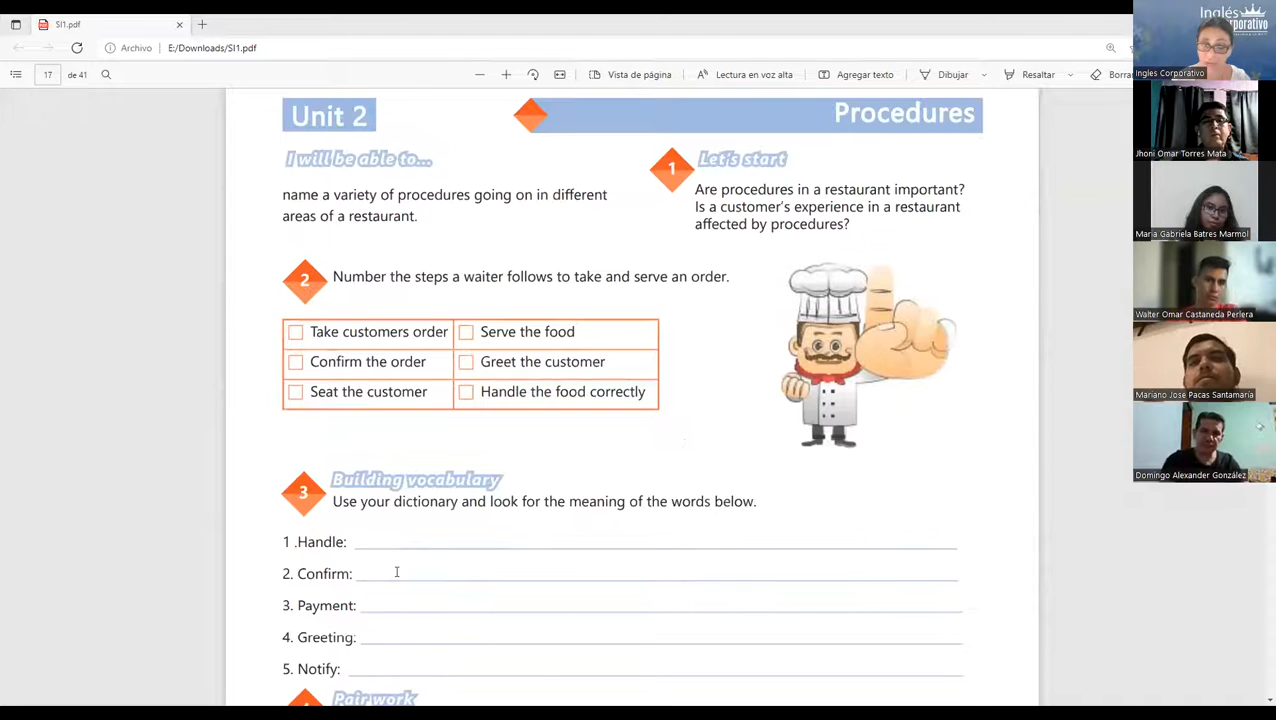 SI1.pdf
Archivo
E:/Downloads/SI1.pdf
17
de 41
Vista de página
Lectura en voz alta
Agregar texto
Dibujar
Resaltar
Borrar
Unit 2
Procedures
I will be able to...
name a variety of procedures going on in different
areas of a restaurant.
1
Let's start
Are procedures in a restaurant important?
Is a customer's experience in a restaurant
affected by procedures?
2
Number the steps a waiter follows to take and serve an order.
Take customers order
Serve the food
Confirm the order
Greet the customer
Seat the customer
Handle the food correctly
3
Building vocabulary
Use your dictionary and look for the meaning of the words below.
1 .Handle:
2. Confirm:
3. Payment:
4. Greeting:
5. Notify:
Pair work
Inglés
Ingles Corporativo
Jhoni Omar Torres Mata
Maria Gabriela Batres Marmol
Walter Omar Castaneda Perlera
Mariano Jose Pacas Santamaría
Domingo Alexander González